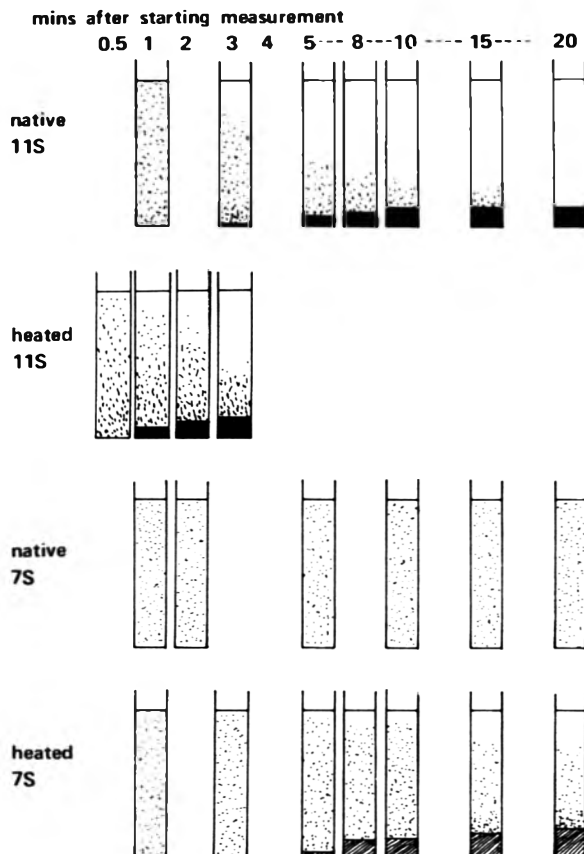 mins after starting measurement
0.5 1 2 3 4 5----- 8 --10 ---- ---- 15 ---- 20
native
11S
heated
11S
native
7S
heated
7S